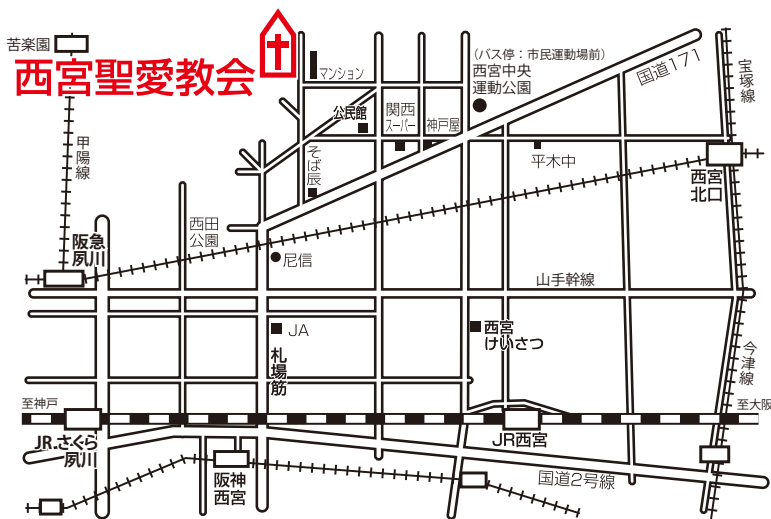 苦楽園
西宮聖愛教会
マンション
(バス停：市民運動場前)
西宮中央
運動公園
国道171
宝塚線
公民館
関西
スーパー
神戸屋
甲陽線
そば辰
平木中
西宮
北口
西田
公園
阪急
夙川
尼信
山手幹線
JA
西宮
けいさつ
札場筋
今津線
至神戸
至大阪
JRさくら
夙川
JR西宮
阪神
西宮
国道2号線